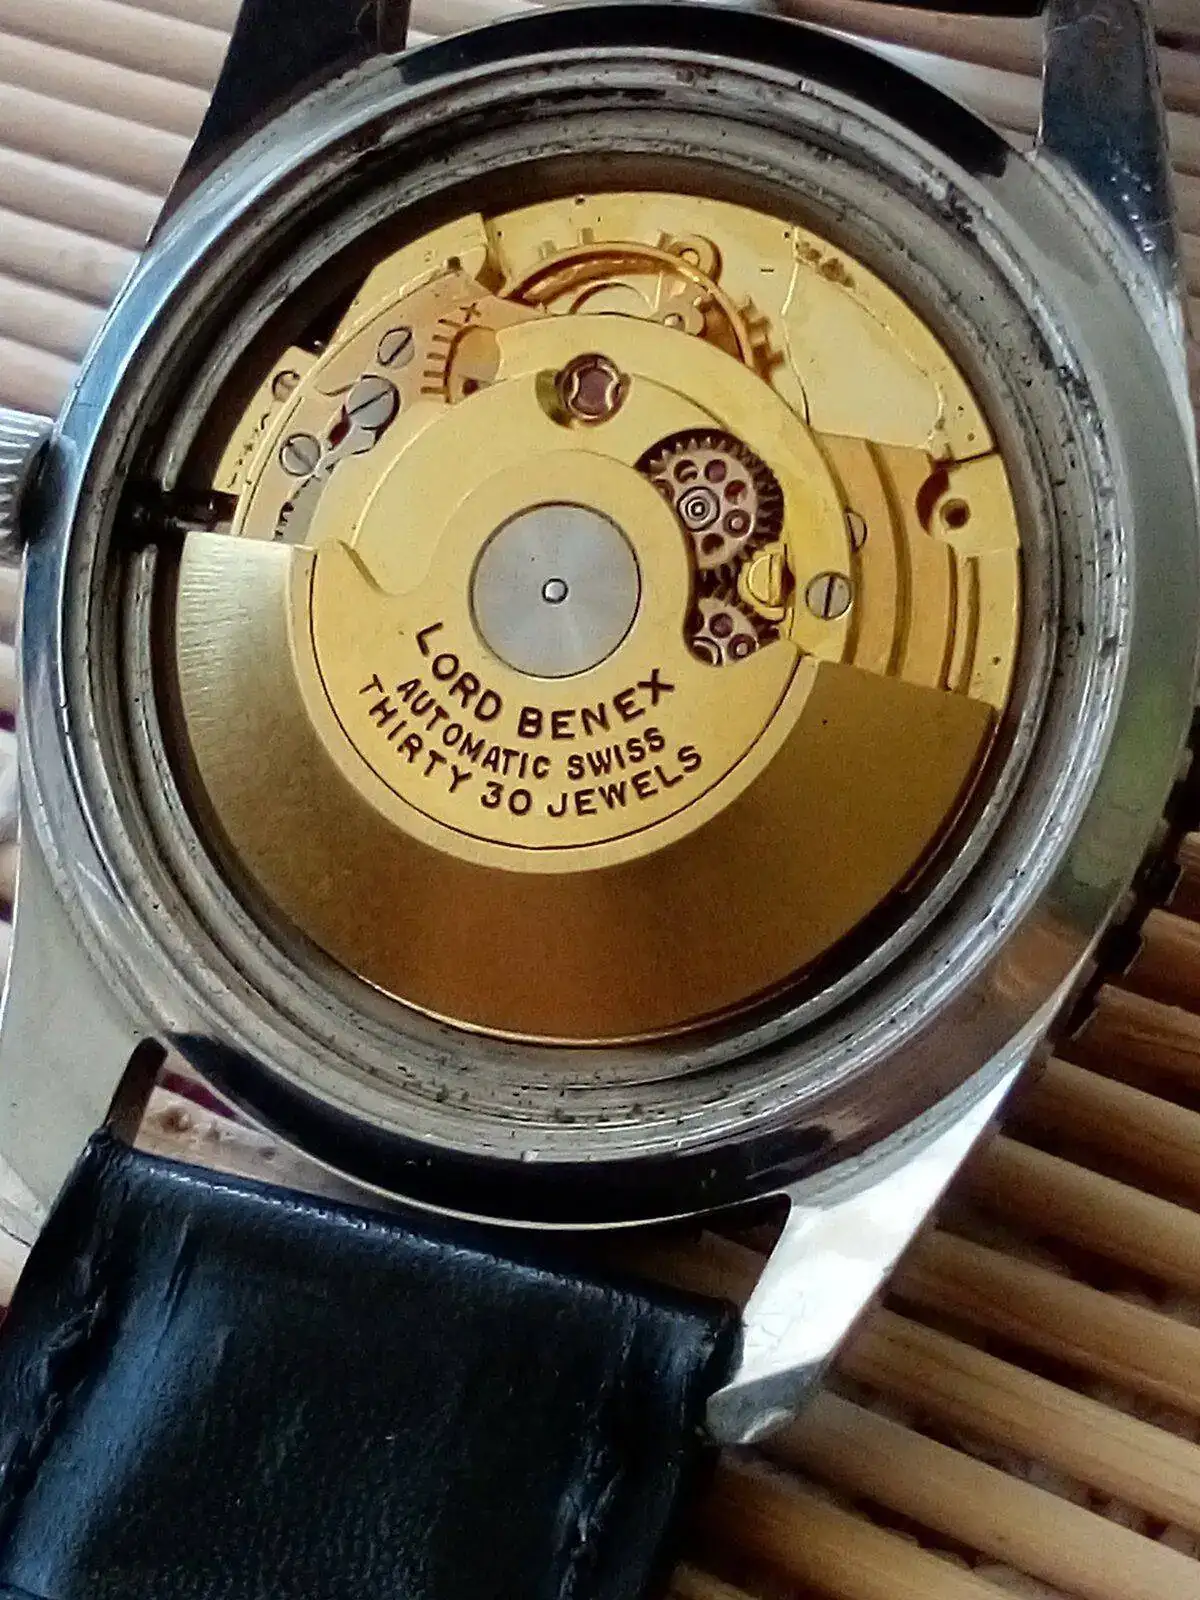 LORD BENEX
AUTOMATIC SWISS
THIRTY 30 JEWELS